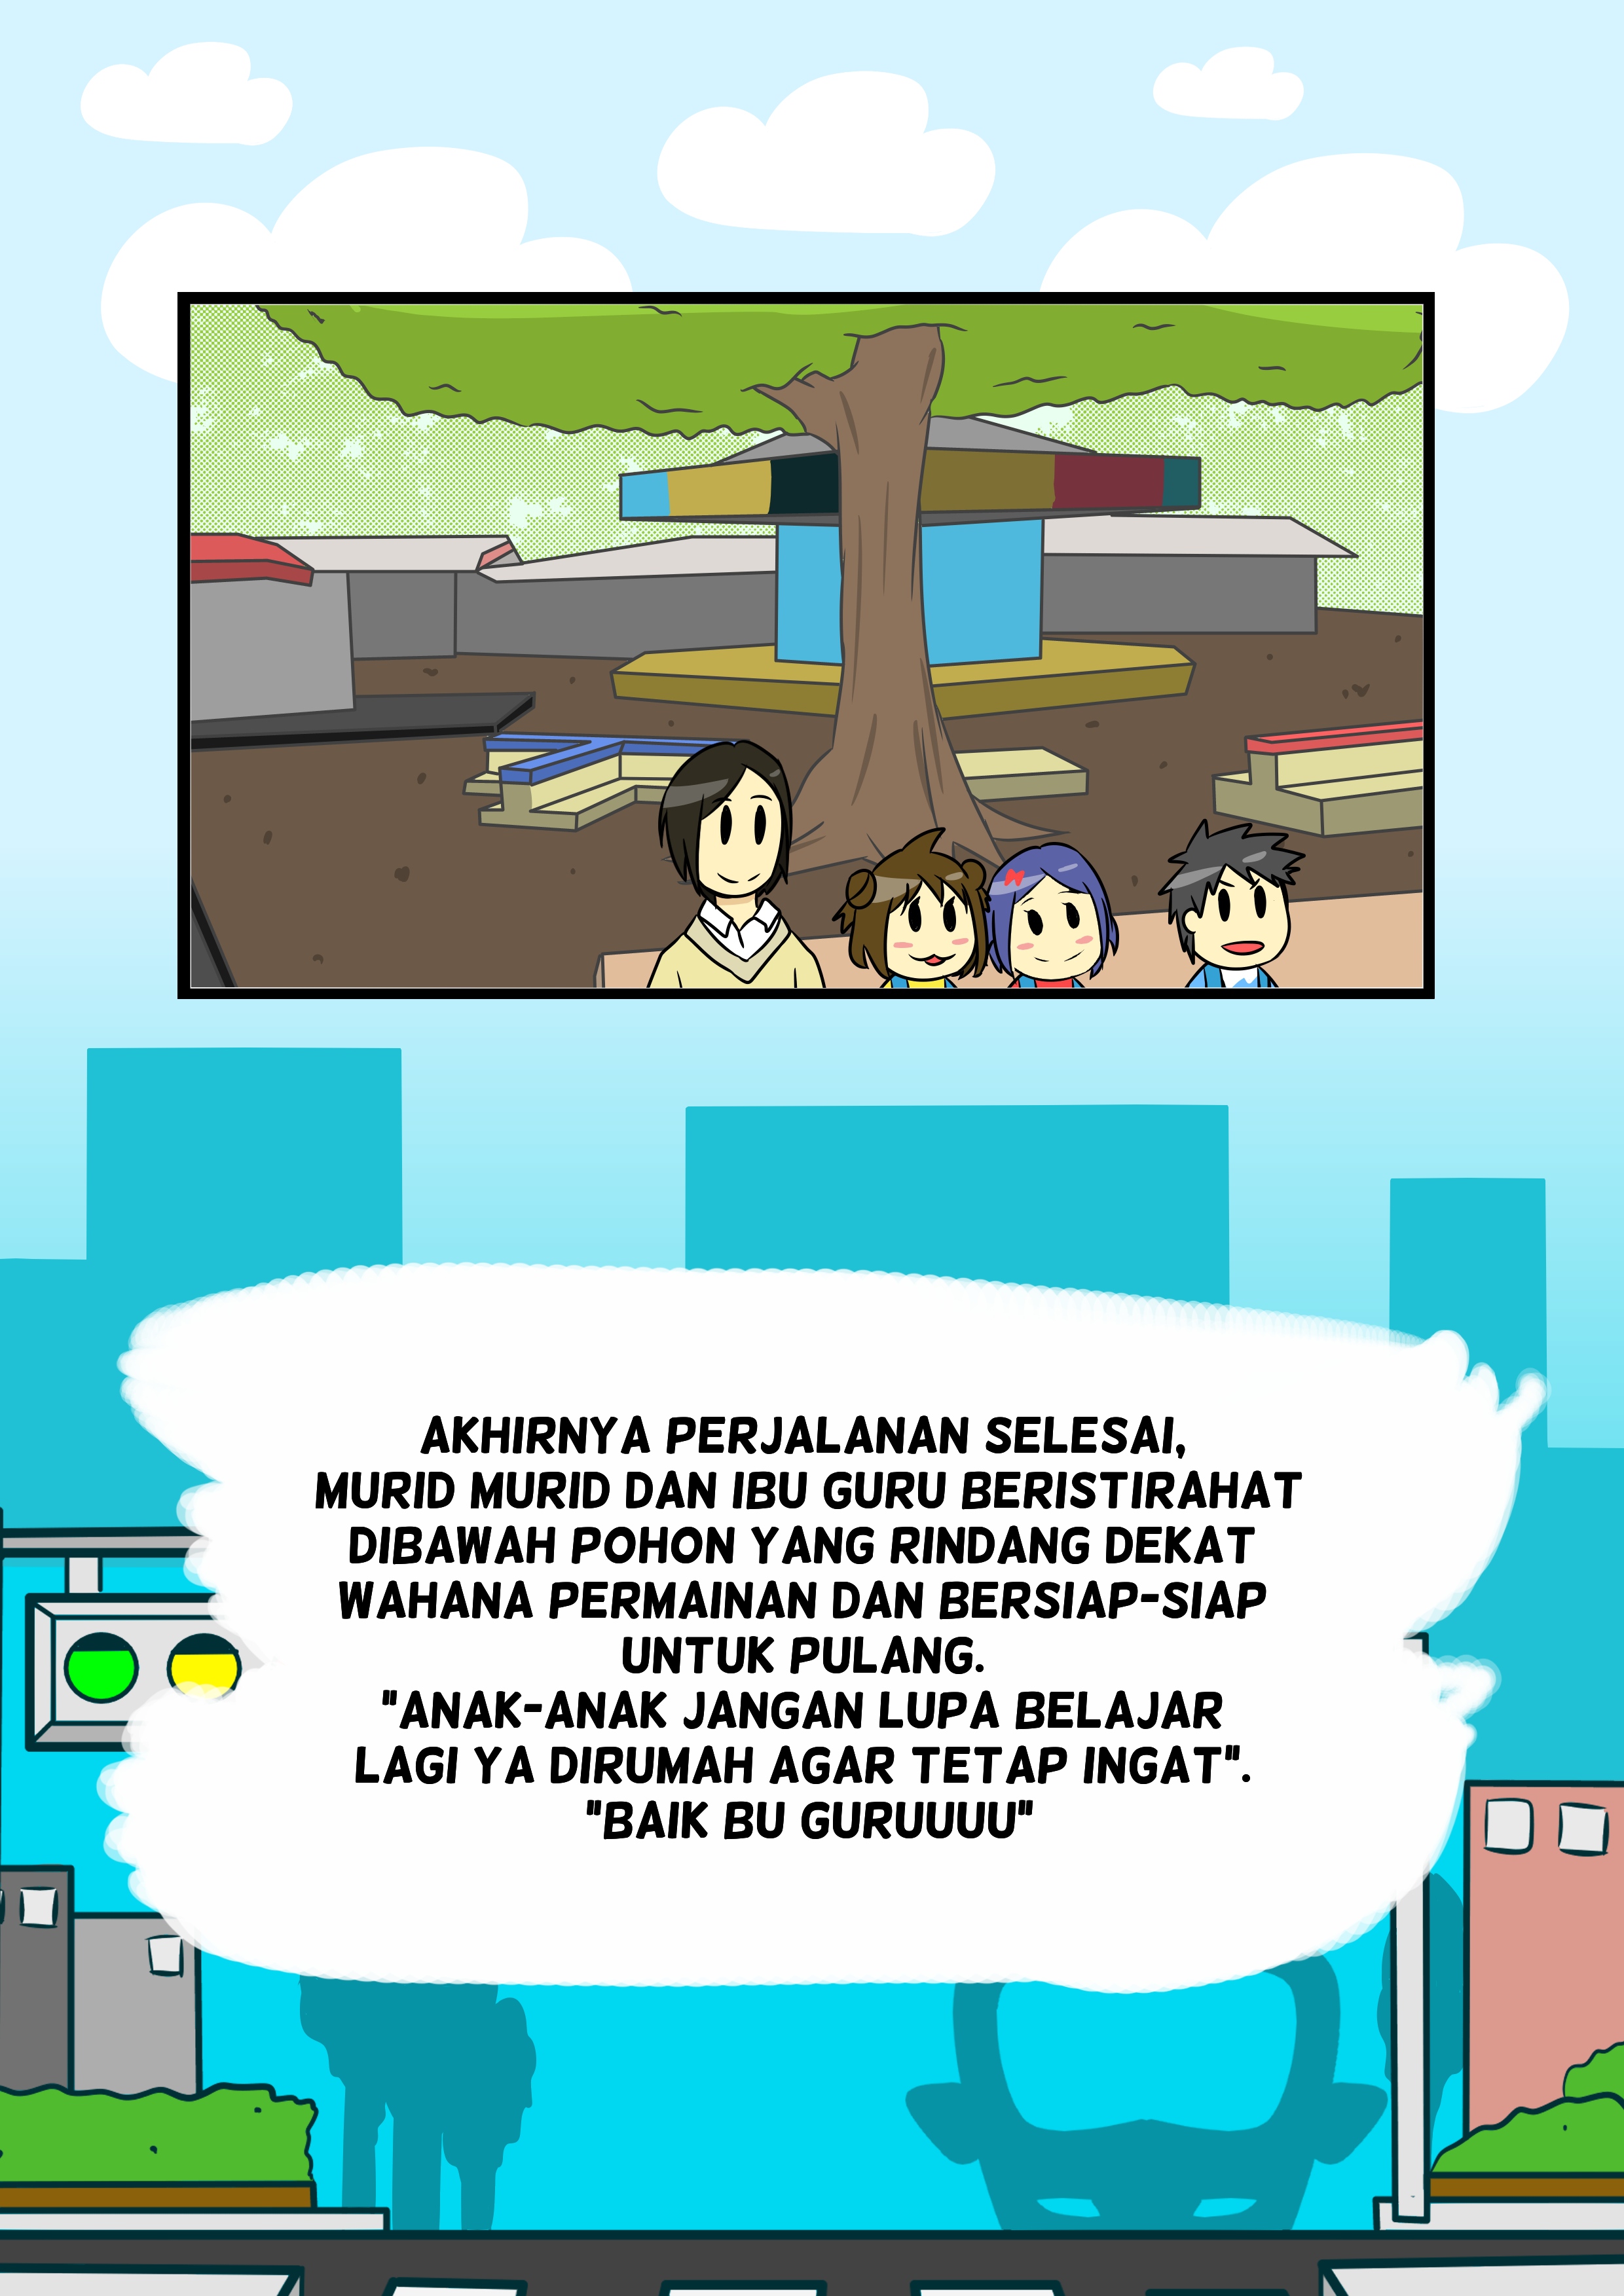 AKHIRNYA PERJALANAN SELESAI,
MURID MURID DAN IBU GURU BERISTIRAHAT
DIBAWAH POHON YANG RINDANG DEKAT
WAHANA PERMAINAN DAN BERSIAP-SIAP
UNTUK PULANG.
"ANAK-ANAK JANGAN LUPA BELAJAR
LAGI YA DIRUMAH AGAR TETAP INGAT".
"BAIK BU GURUUUU"